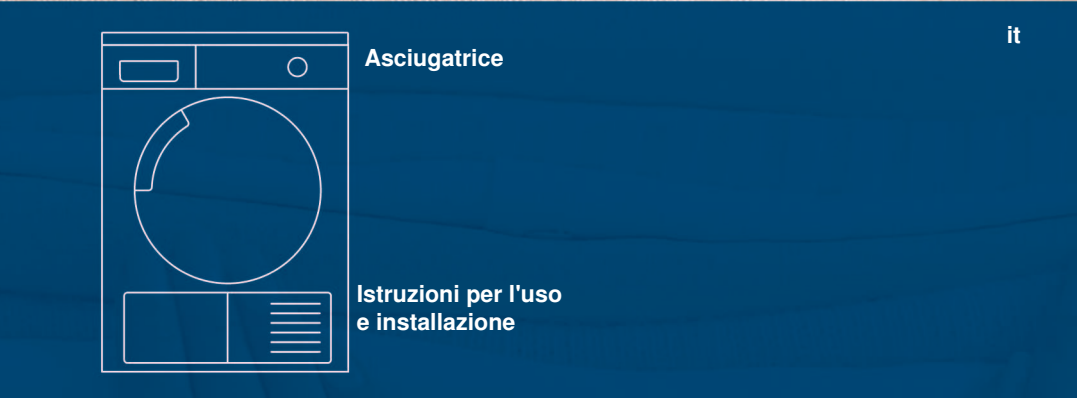 it
Asciugatrice
Istruzioni per l'uso
e installazione